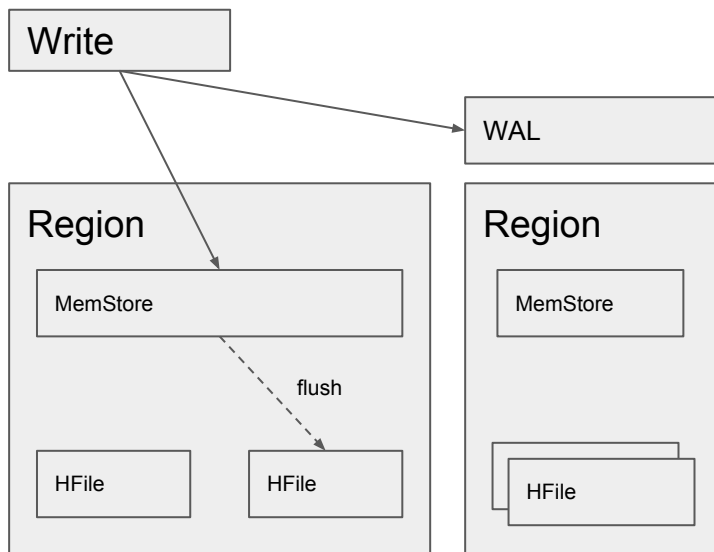 Write
WAL
Region
MemStore
flush
HFile
HFile
Region
MemStore
HFile